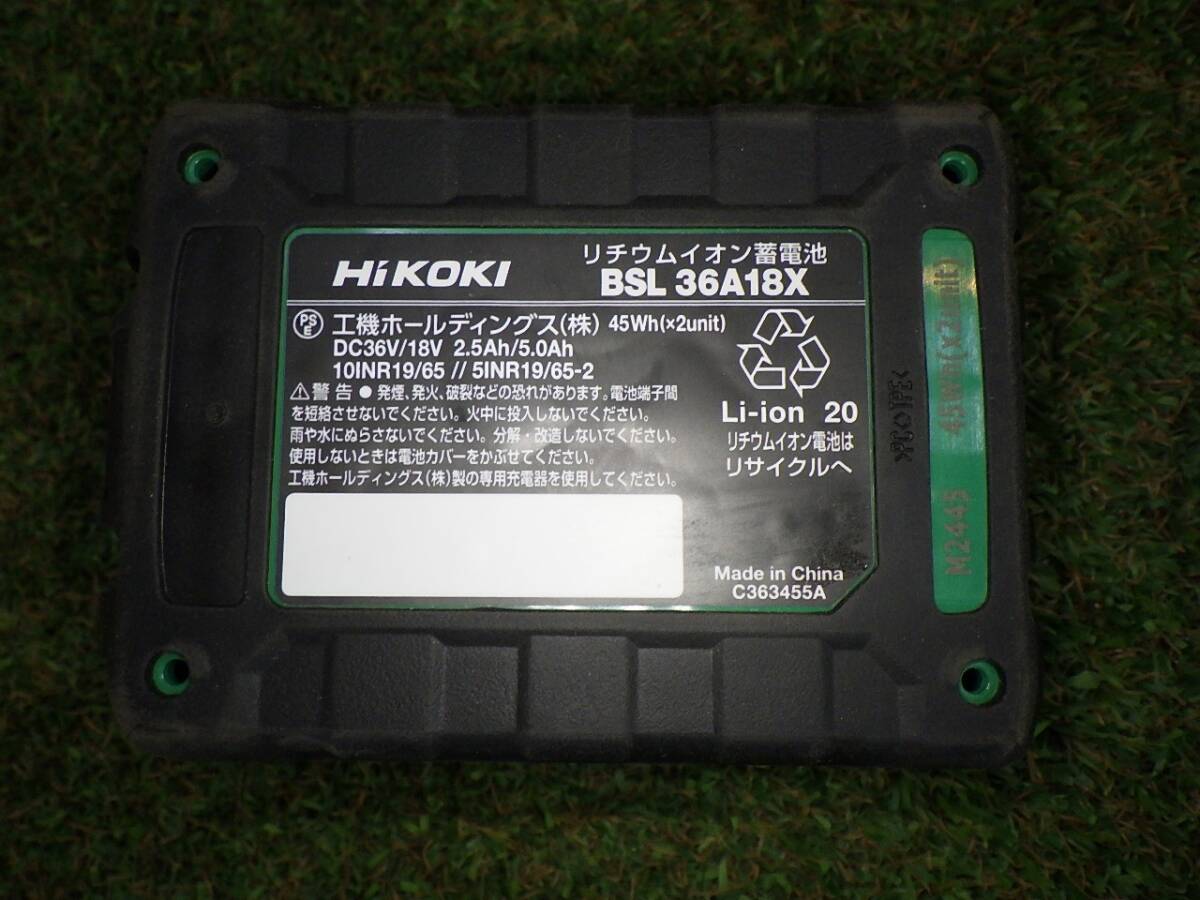 HiKOKI
リチウムイオン蓄電池
BSL 36A18X
PSE 工機ホールディングス(株) 45Wh(×2unit)
DC36V/18V 2.5Ah/5.0Ah
10INR19/65 // 5INR19/65-2
警告 ● 発煙、発火、破裂などの恐れがあります。電池端子間
を短絡させないでください。火中に投入しないでください。
雨や水にぬらさないでください。分解・改造しないでください。
使用しないときは電池カバーをかぶせてください。
工機ホールディングス(株)製の専用充電器を使用してください。
Li-ion 20
リチウムイオン電池は
リサイクルへ
Made in China
C363455A
M2445 45Wh(x2unit)